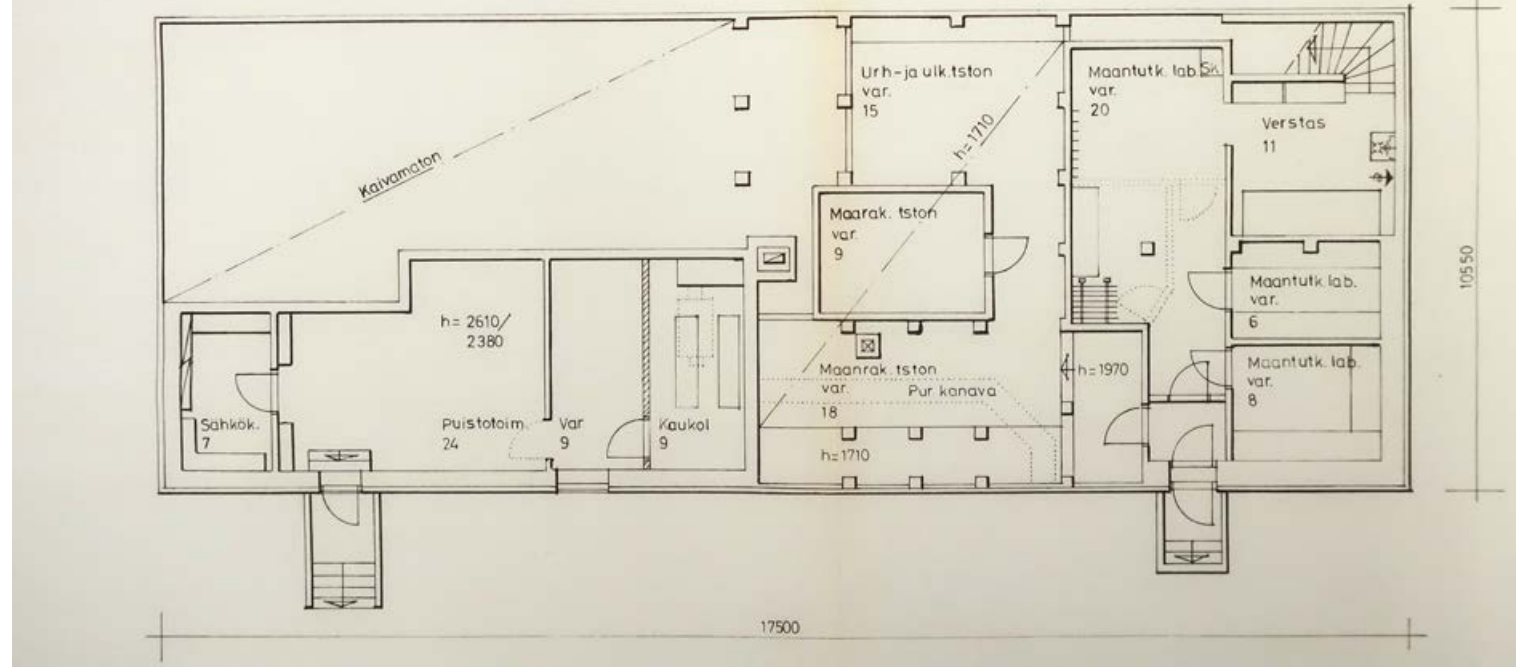 Kaivamaton
Urh-ja ulk.tston
var.
15
h=1710
Maantutk. lab.
var.
20
Sk.
Verstas
11
Maarak. tston
var.
9
Maantutk. lab.
var.
6
Maantutk. lab.
var.
8
h= 2610/
2380
Sähkök.
7
Puistotoim.
24
Var
9
Kaukol
9
Maanrak. tston
var.
18
Pur kanava
h=1710
h=1970
10550
17500